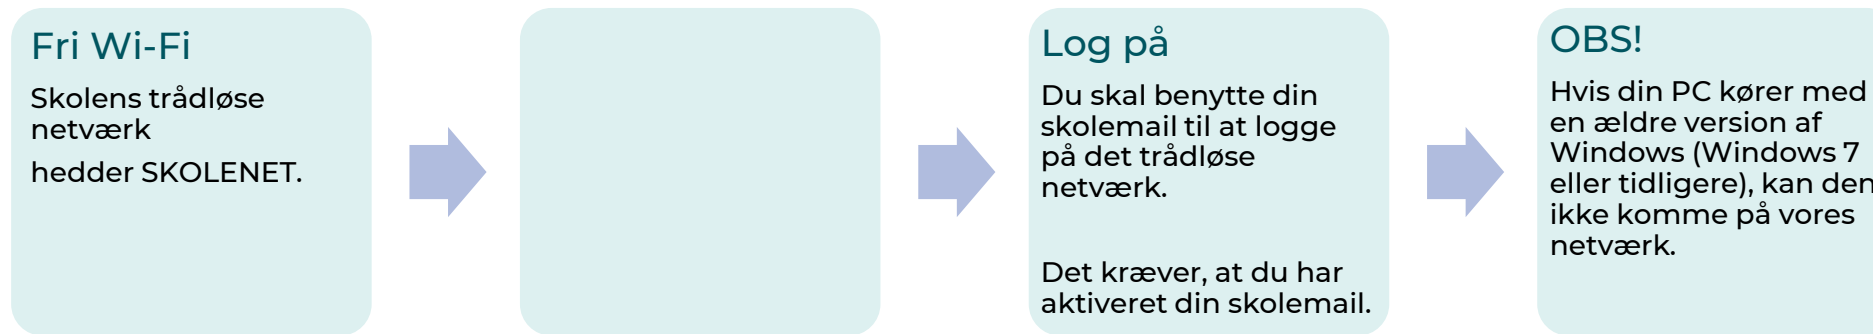 Fri Wi-Fi
Skolens trådløse
netværk
hedder SKOLENET.
Log på
Du skal benytte din
skolemail til at logge
på det trådløse
netværk.
Det kræver, at du har
aktiveret din skolemail.
OBS!
Hvis din PC kører med
en ældre version af
Windows (Windows 7
eller tidligere), kan den
ikke komme på vores
netværk.